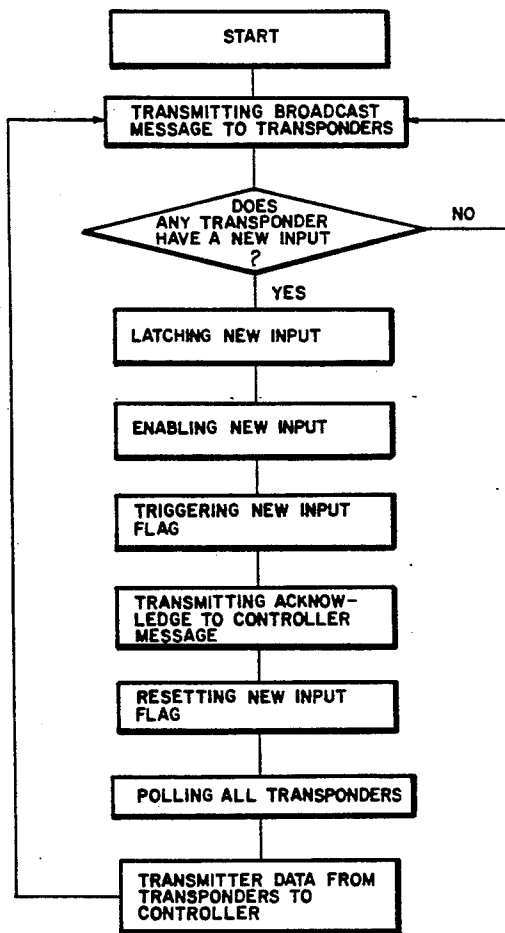 START
TRANSMITTING BROADCAST
MESSAGE TO TRANSPONDERS
DOES
ANY TRANSPONDER
HAVE A NEW INPUT
?
NO
YES
LATCHING NEW INPUT
ENABLING NEW INPUT
TRIGGERING NEW INPUT
FLAG
TRANSMITTING ACKNOW-
LEDGE TO CONTROLLER
MESSAGE
RESETTING NEW INPUT
FLAG
POLLING ALL TRANSPONDERS
TRANSMITTER DATA FROM
TRANSPONDERS TO
CONTROLLER